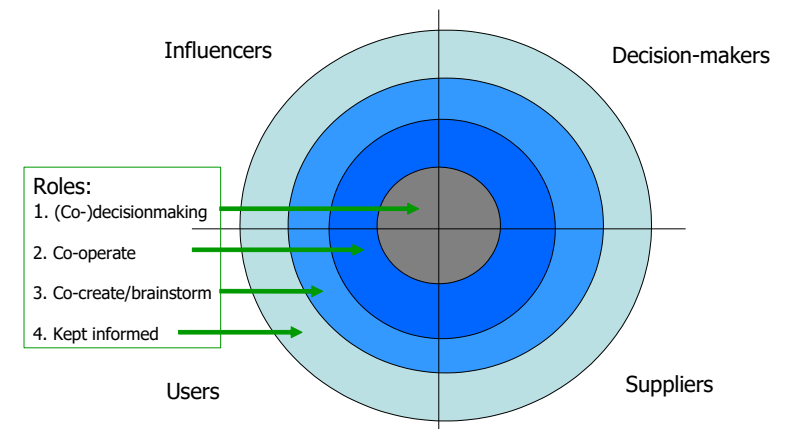 Influencers
Decision-makers
Roles:
1. (Co-)decisionmaking
2. Co-operate
3. Co-create/brainstorm
4. Kept informed
Users
Suppliers